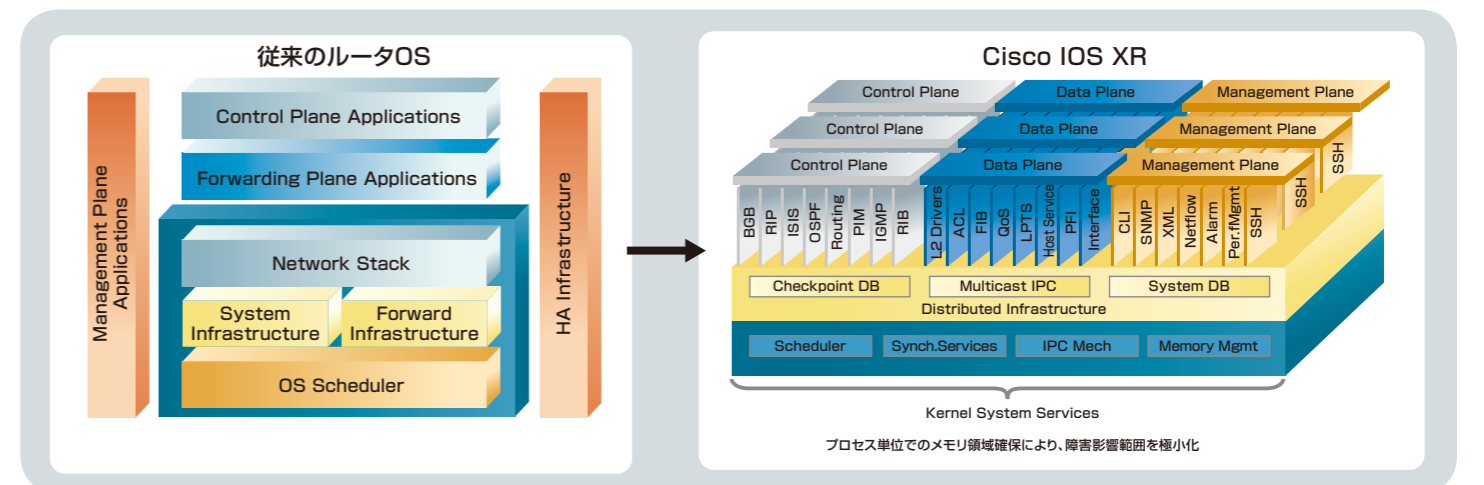 従来のルータOS
Management Plane
Applications
Control Plane Applications
Forwarding Plane Applications
Network Stack
System
Infrastructure
Forward
Infrastructure
OS Scheduler
HA Infrastructure
Cisco IOS XR
Control Plane
Data Plane
Management Plane
Control Plane
Data Plane
Management Plane
Control Plane
Data Plane
Management Plane
BGB
RIP
ISIS
OSPF
Routing
PIM
IGMP
RIB
L2 Drivers
ACL
FIB
QoS
LPTS
Host Service
PFI
Interface
CLI
SNMP
XML
Netflow
Alarm
Per.fMgmt
SSH
SSH
SSH
Checkpoint DB
Multicast IPC
System DB
Distributed Infrastructure
Scheduler
Synch.Services
IPC Mech
Memory Mgmt
Kernel System Services
プロセス単位でのメモリ領域確保により、障害影響範囲を極小化